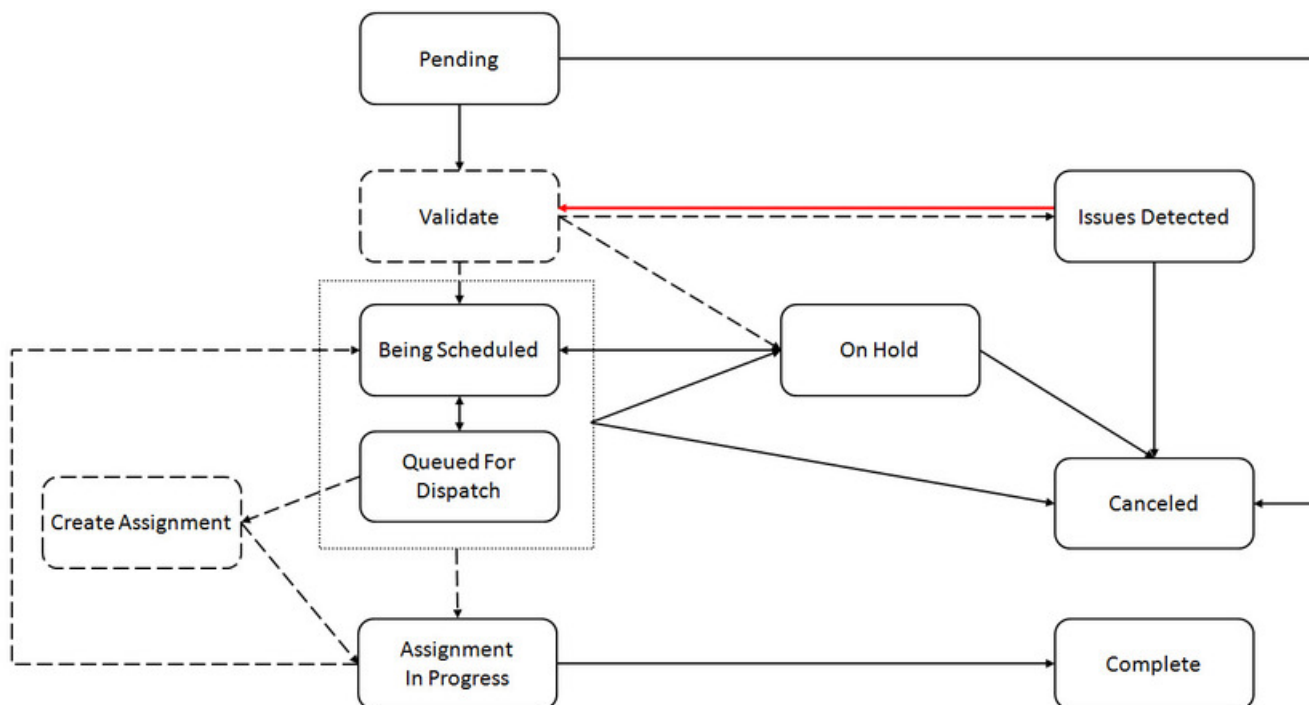 Pending
Validate
Issues Detected
Being Scheduled
On Hold
Queued For
Dispatch
Create Assignment
Canceled
Assignment
In Progress
Complete